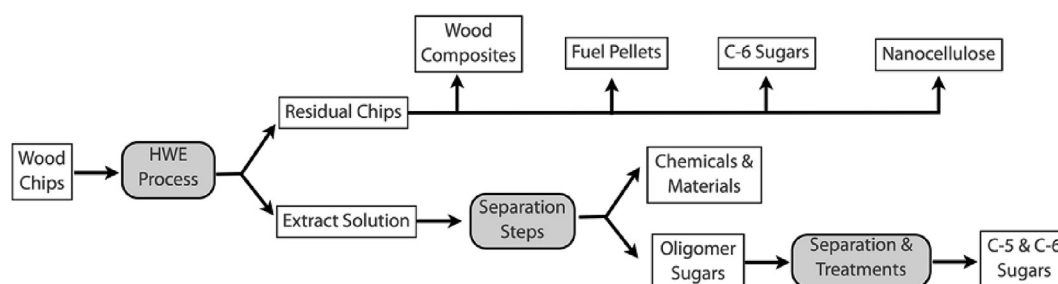 Wood
Composites
Fuel Pellets
C-6 Sugars
Nanocellulose
Residual Chips
Wood
Chips
HWE
Process
Extract Solution
Separation
Steps
Chemicals &
Materials
Oligomer
Sugars
Separation &
Treatments
C-5 & C-6
Sugars